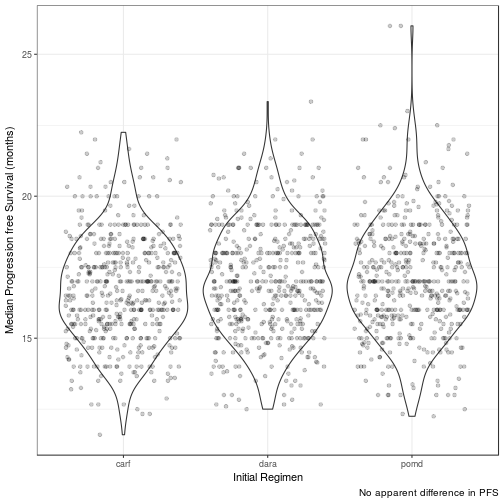 Median Progression free Survival (months)
25
20
15
carf
dara
pomd
Initial Regimen
No apparent difference in PFS